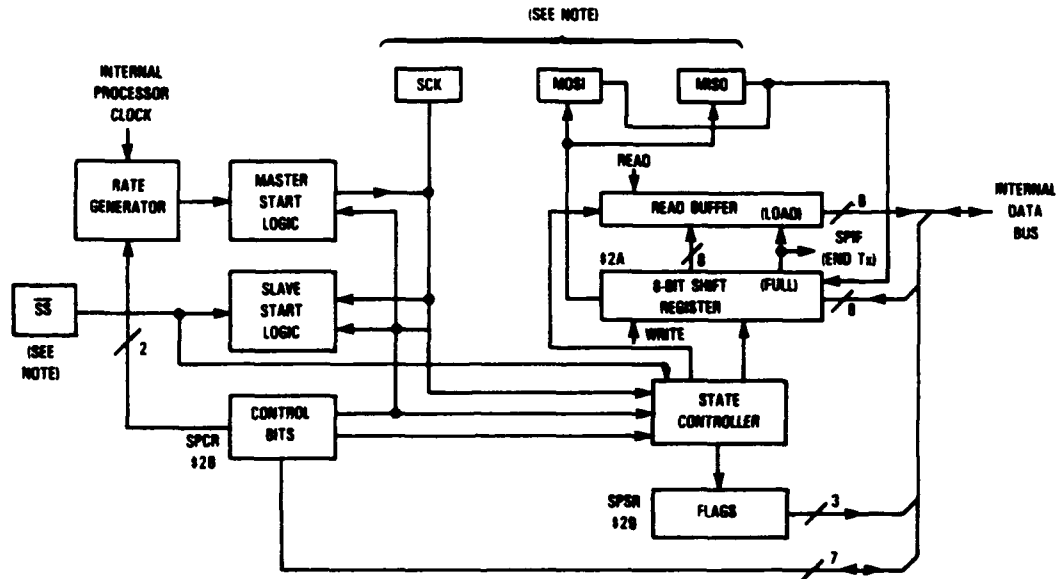 (SEE NOTE)
INTERNAL
PROCESSOR
CLOCK
SCK
MOSI
MISO
RATE
GENERATOR
MASTER
START
LOGIC
READ
READ BUFFER
(LOAD)
8
INTERNAL
DATA
BUS
SPIF
(END Tx)
$2A
8
8-BIT SHIFT
REGISTER
(FULL)
8
SS
(SEE
NOTE)
SLAVE
START
LOGIC
WRITE
2
STATE
CONTROLLER
CONTROL
BITS
SPCR
$2B
SPSR
$29
FLAGS
3
7